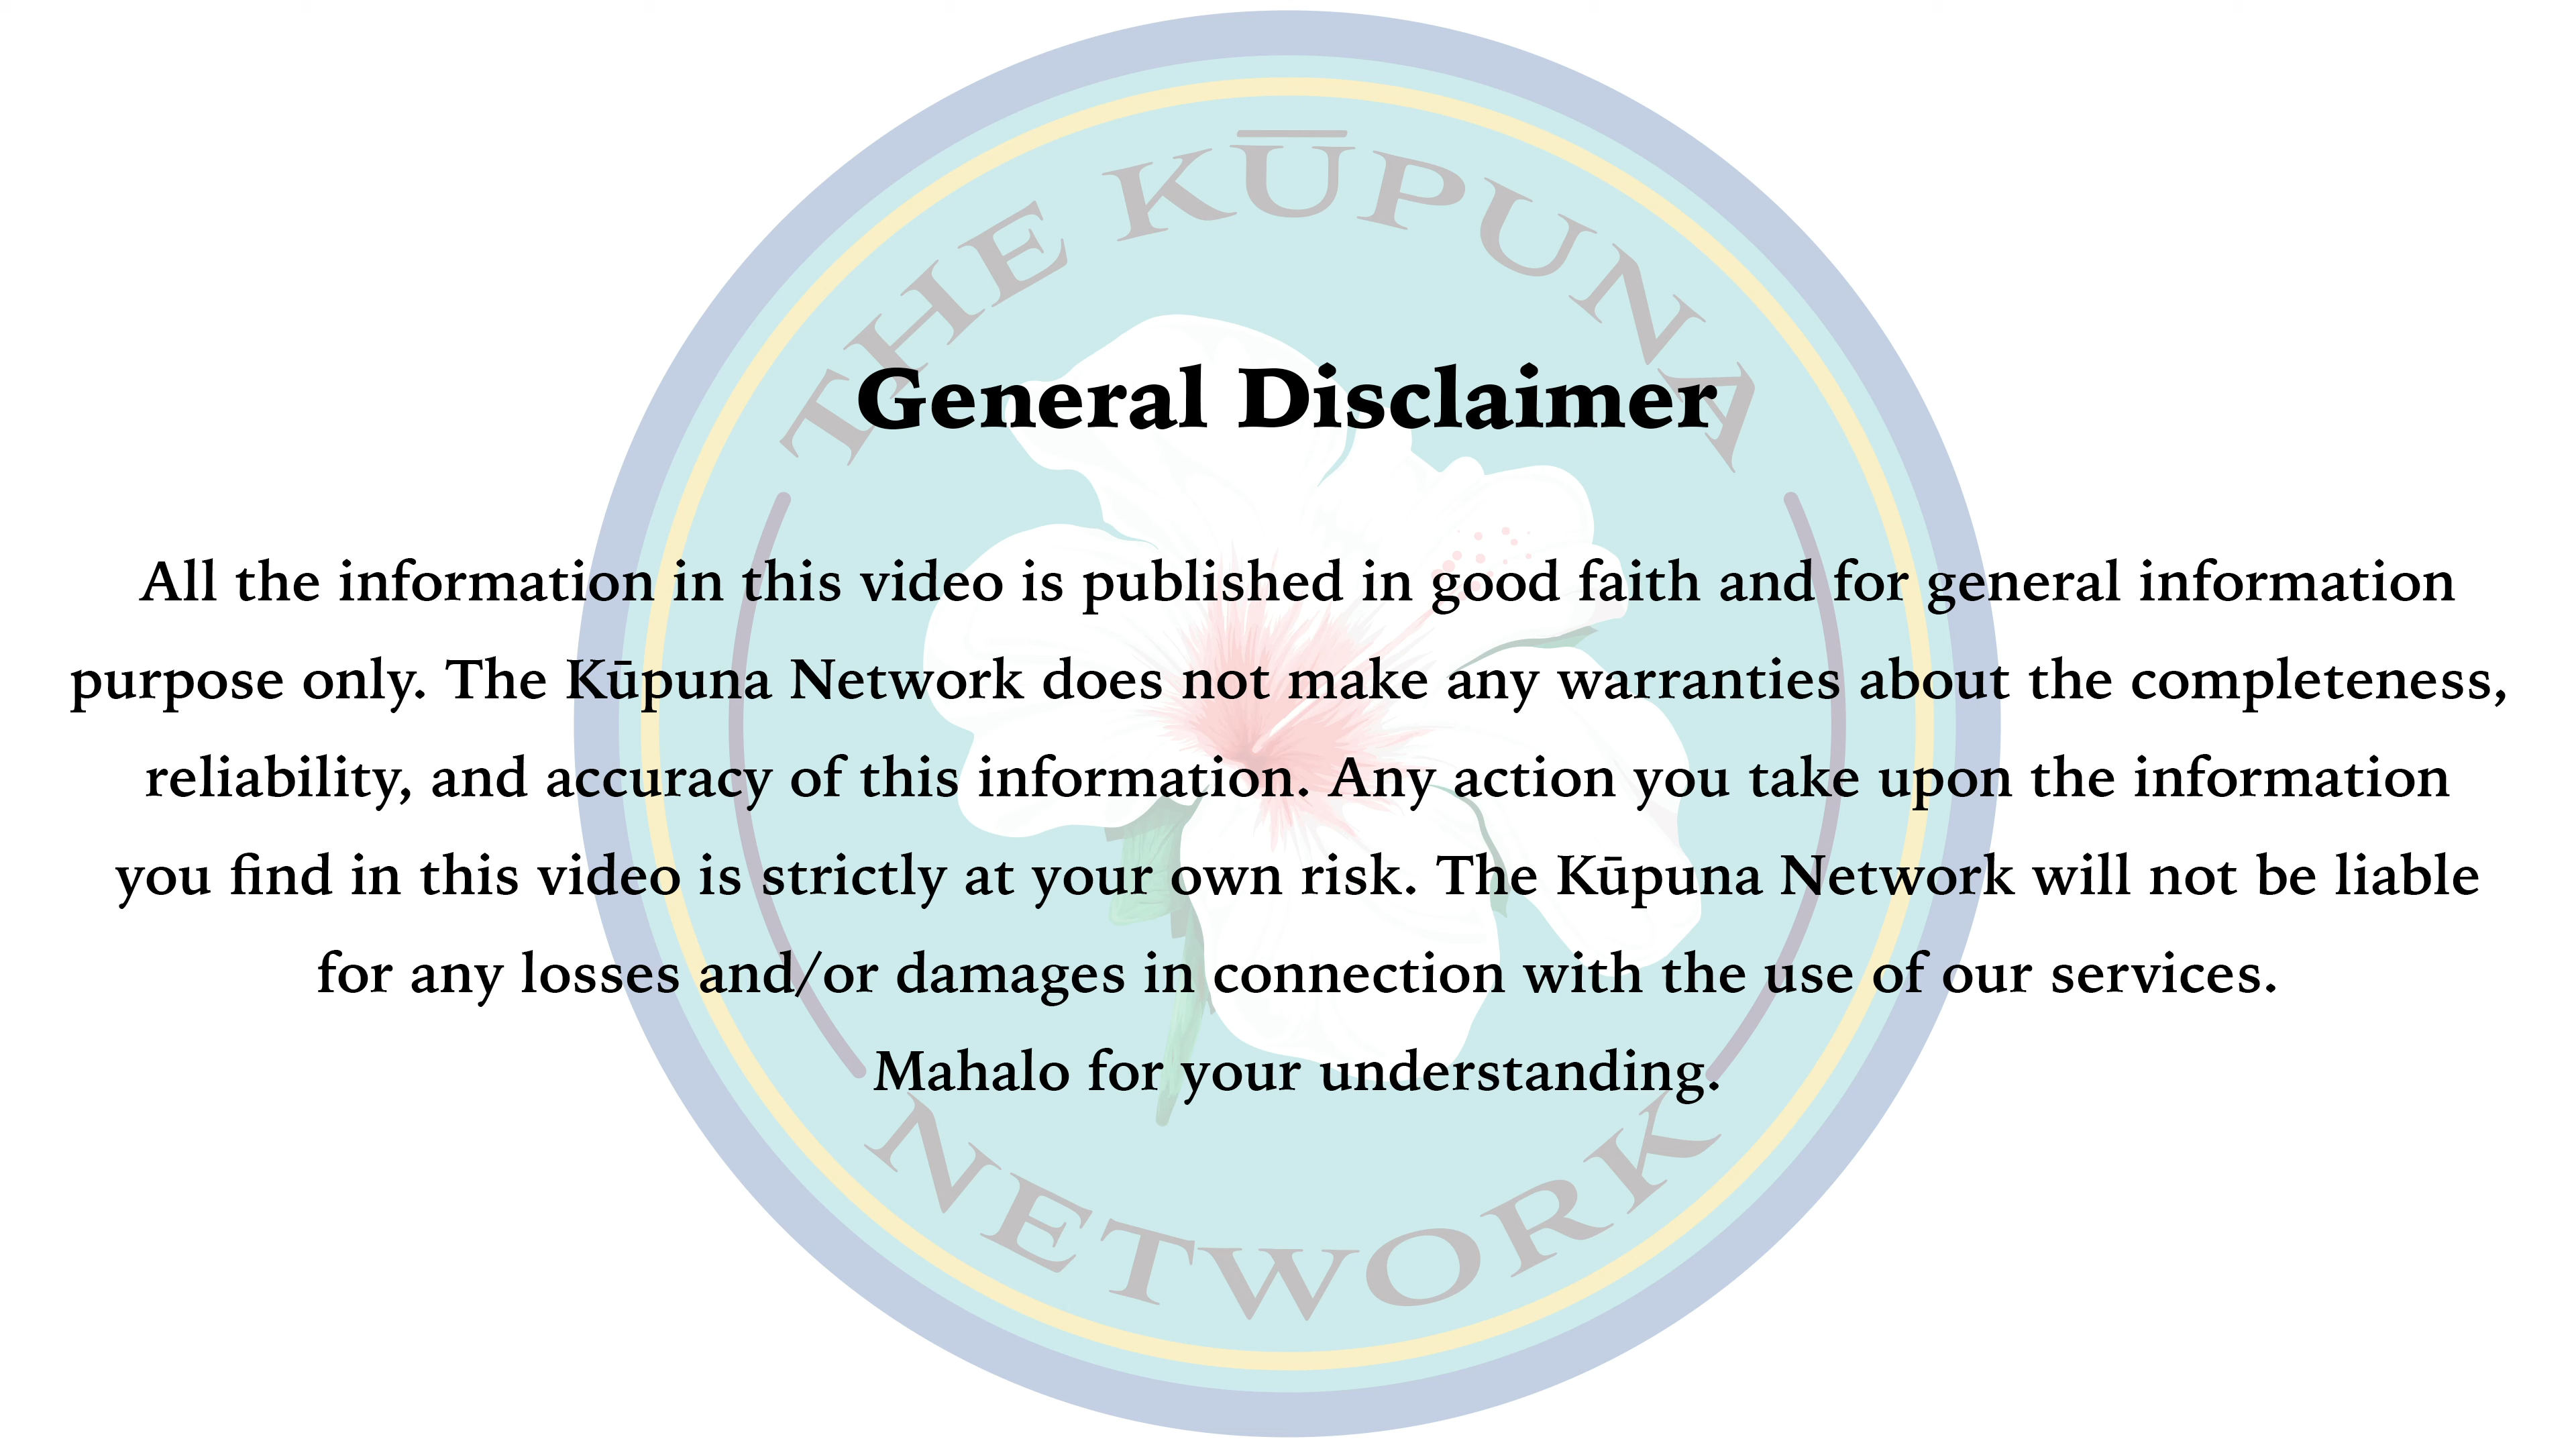 THE KŪPUNA
General Disclaimer
All the information in this video is published in good faith and for general information
purpose only. The Kūpuna Network does not make any warranties about the completeness,
reliability, and accuracy of this information. Any action you take upon the information
you find in this video is strictly at your own risk. The Kūpuna Network will not be liable
for any losses and/or damages in connection with the use of our services.
Mahalo for your understanding.
NETWORK